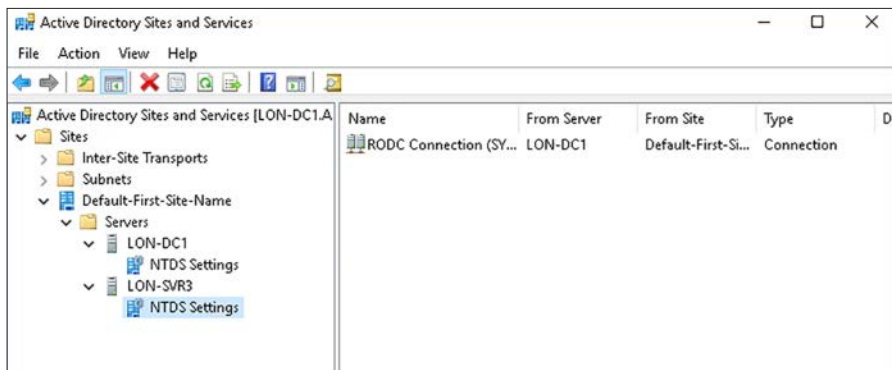 Active Directory Sites and Services
File Action View Help
Active Directory Sites and Services [LON-DC1.A
Sites
Inter-Site Transports
Subnets
Default-First-Site-Name
Servers
LON-DC1
NTDS Settings
LON-SVR3
NTDS Settings
Name From Server From Site Type D
RODC Connection (SY... LON-DC1 Default-First-Si... Connection